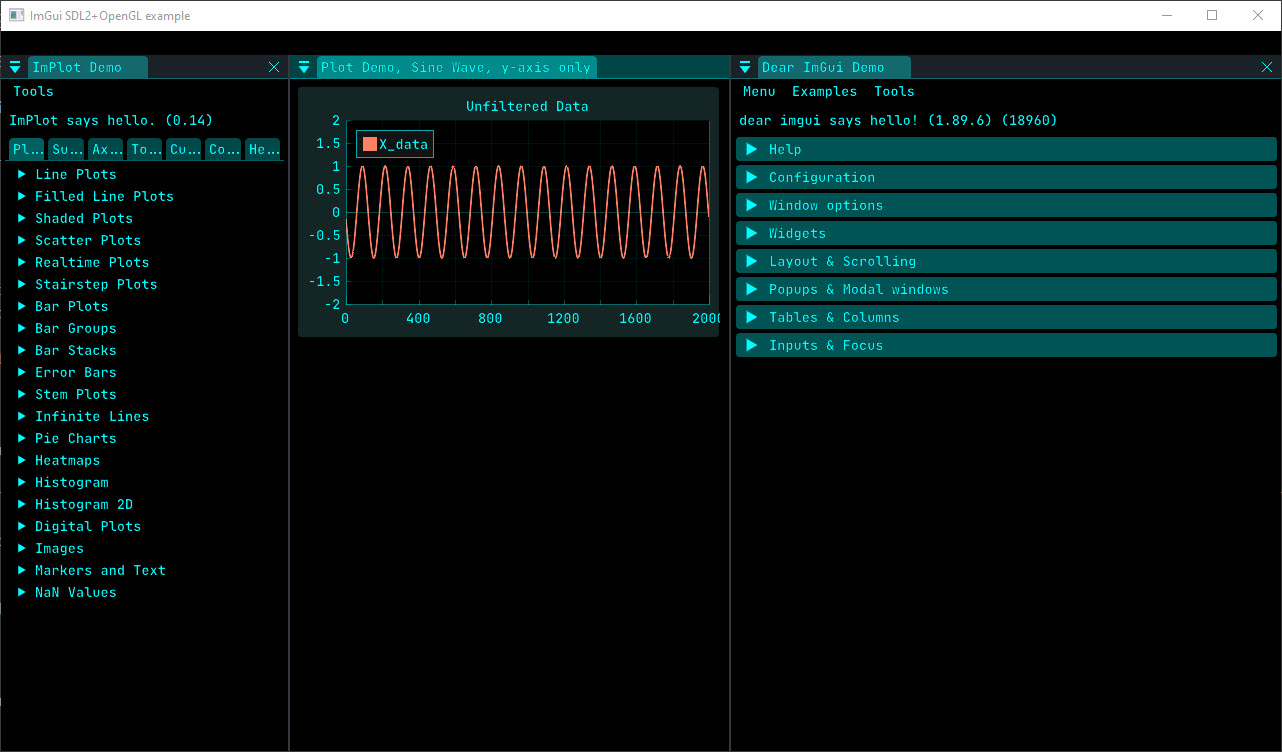 ImGui SDL2+OpenGL example
ImPlot Demo
Tools
ImPlot says hello. (0.14)
Pl... Su... Ax... To... Cu... Co... He...
Line Plots
Filled Line Plots
Shaded Plots
Scatter Plots
Realtime Plots
Stairstep Plots
Bar Plots
Bar Groups
Bar Stacks
Error Bars
Stem Plots
Infinite Lines
Pie Charts
Heatmaps
Histogram
Histogram 2D
Digital Plots
Images
Markers and Text
NaN Values
Plot Demo, Sine Wave, y-axis only
Unfiltered Data
X_data
2
1.5
1
0.5
0
-0.5
-1
-1.5
-2
0 400 800 1200 1600 2000
Dear ImGui Demo
Menu Examples Tools
dear imgui says hello! (1.89.6) (18960)
Help
Configuration
Window options
Widgets
Layout & Scrolling
Popups & Modal windows
Tables & Columns
Inputs & Focus